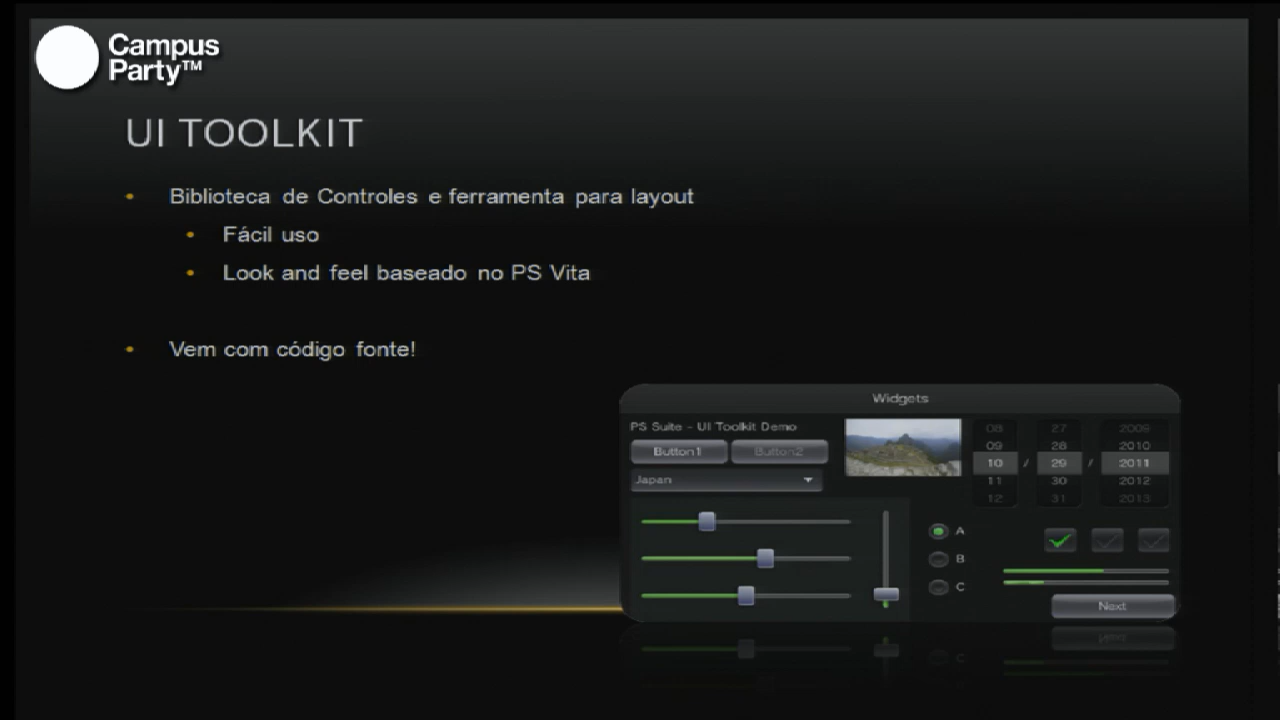 Campus
Party™
UI TOOLKIT
Biblioteca de Controles e ferramenta para layout
Fácil uso
Look and feel baseado no PS Vita
Vem com código fonte!
Widgets
PS Suite - UI Toolkit Demo
Button1 Button2
Japan
08 27 2009
09 28 2010
10 / 29 / 2011
11 30 2012
12 31 2013
A
B
C
Next